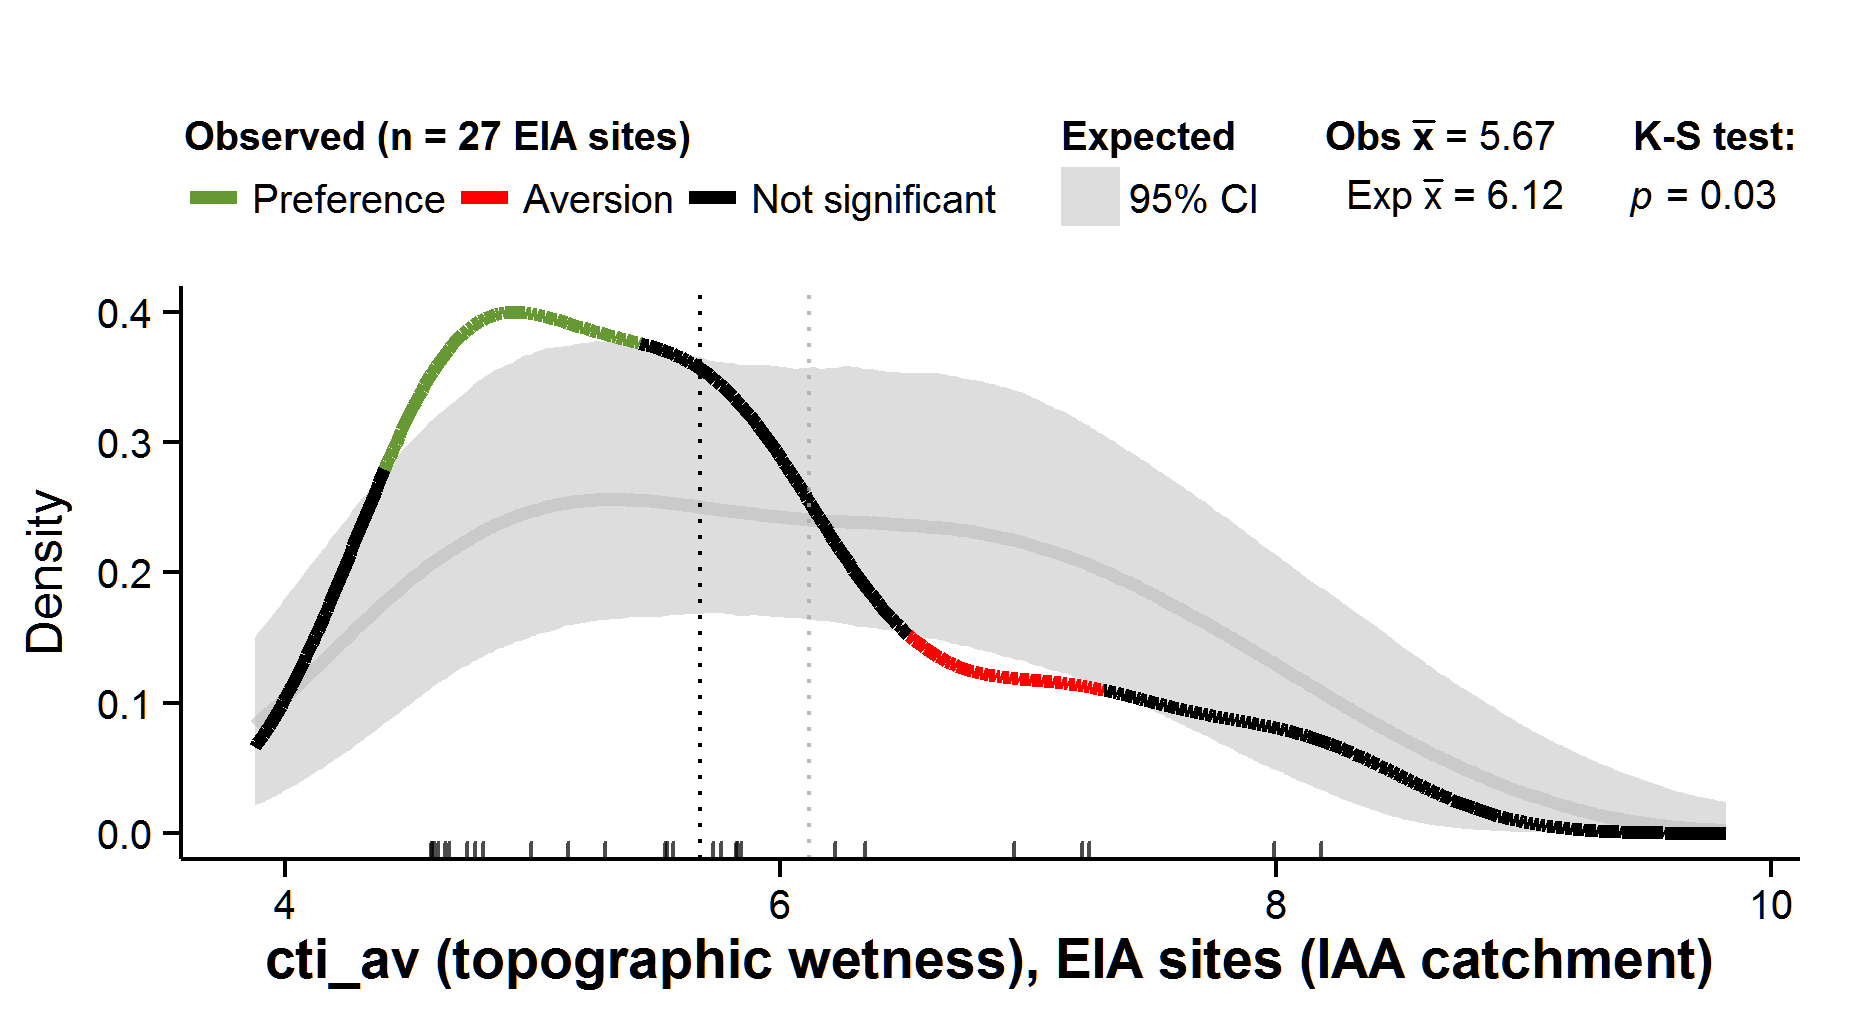 Observed (n = 27 EIA sites) Expected Obs x̅ = 5.67 K-S test:
Preference Aversion Not significant 95% CI Exp x̅ = 6.12 p = 0.03
0.4
0.3
0.2
0.1
0.0
Density
4 6 8 10
cti_av (topographic wetness), EIA sites (IAA catchment)